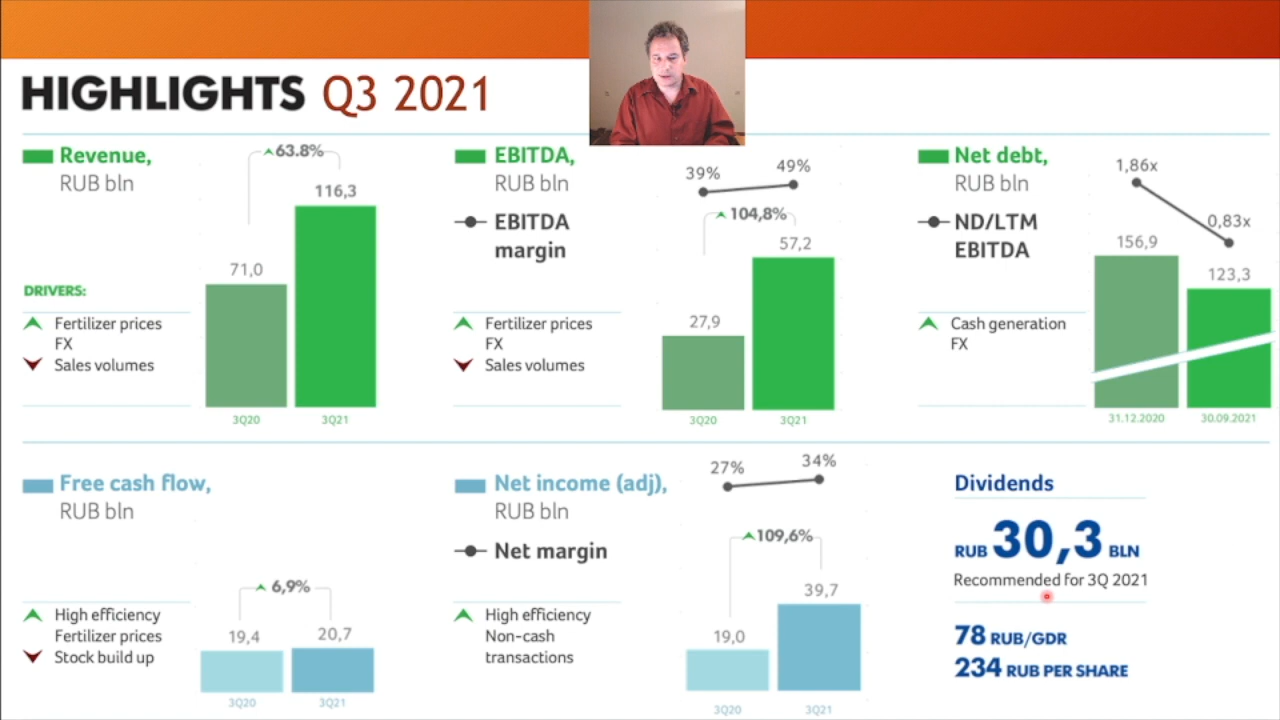 HIGHLIGHTS Q3 2021
Revenue,
RUB bln
63.8%
71,0
116,3
DRIVERS:
Fertilizer prices
FX
Sales volumes
3Q20
3Q21
EBITDA,
RUB bln
EBITDA
margin
39%
49%
104,8%
27,9
57,2
Fertilizer prices
FX
Sales volumes
3Q20
3Q21
Net debt,
RUB bln
ND/LTM
EBITDA
1,86x
0,83x
156,9
123,3
Cash generation
FX
31.12.2020
30.09.2021
Free cash flow,
RUB bln
6,9%
19,4
20,7
High efficiency
Fertilizer prices
Stock build up
3Q20
3Q21
Net income (adj),
RUB bln
Net margin
27%
34%
109,6%
19,0
39,7
High efficiency
Non-cash
transactions
3Q20
3Q21
Dividends
RUB 30,3 BLN
Recommended for 3Q 2021
78 RUB/GDR
234 RUB PER SHARE